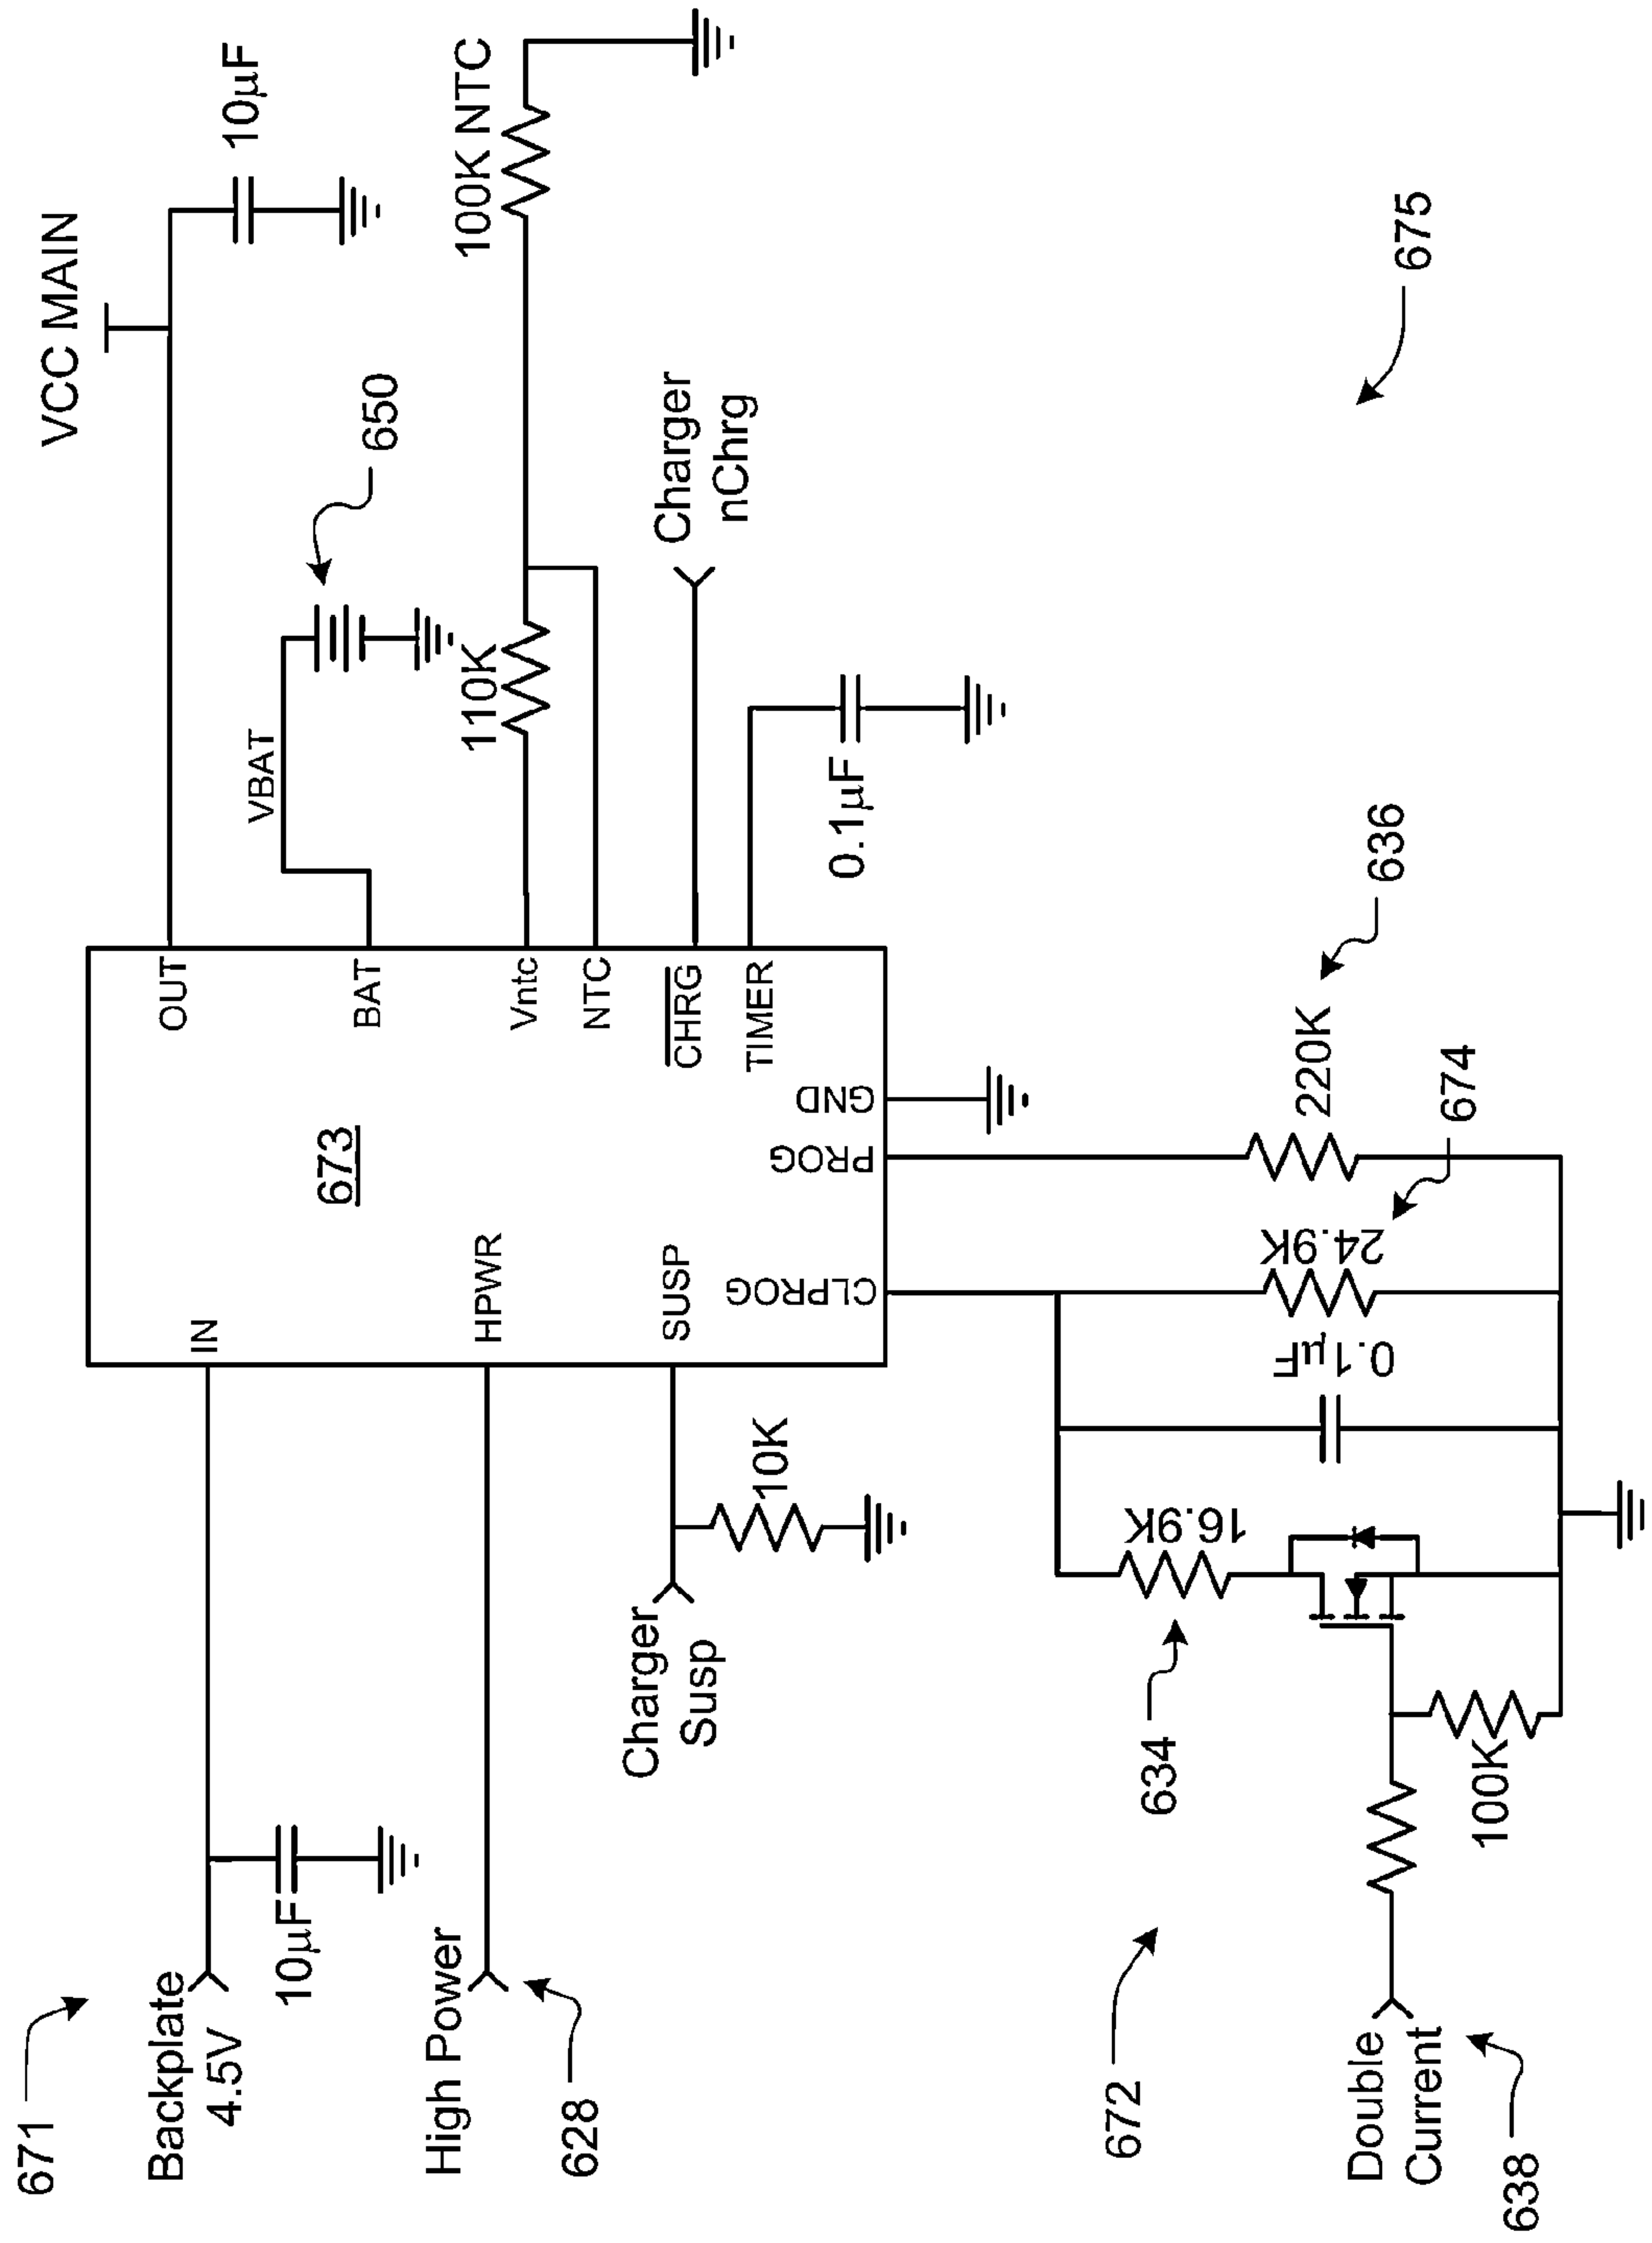 VCC MAIN
10µF
VBAT
650
100K NTC
110K
Charger
nChrg
0.1µF
675
671
Backplate
4.5V
10µF
High Power
628
Charger
Susp
10K
673
IN
HPWR
SUSP
OUT
BAT
Vntc
NTC
CHRG
TIMER
CLPROG
PROG
GND
672
634
16.9K
0.1µF
24.9K
674
220K
636
Double
Current
638
100K